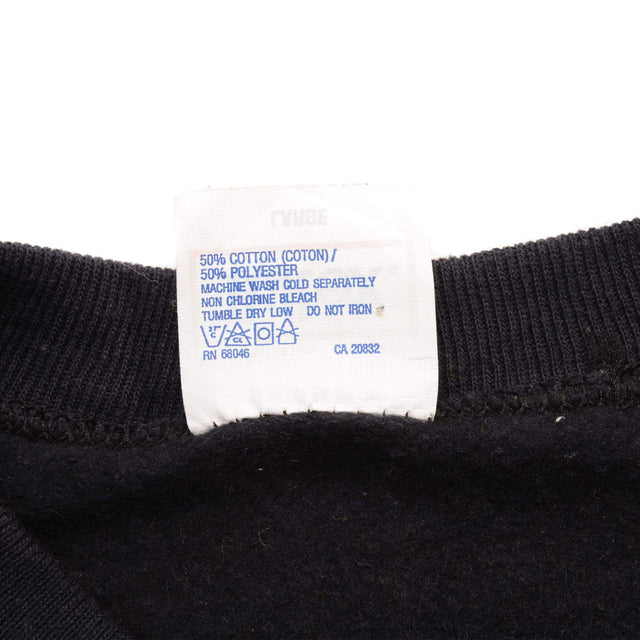 LARGE
50% COTTON (COTON) /
50% POLYESTER
MACHINE WASH COLD SEPARATELY
NON CHLORINE BLEACH
TUMBLE DRY LOW DO NOT IRON
RN 68046 CA 20832